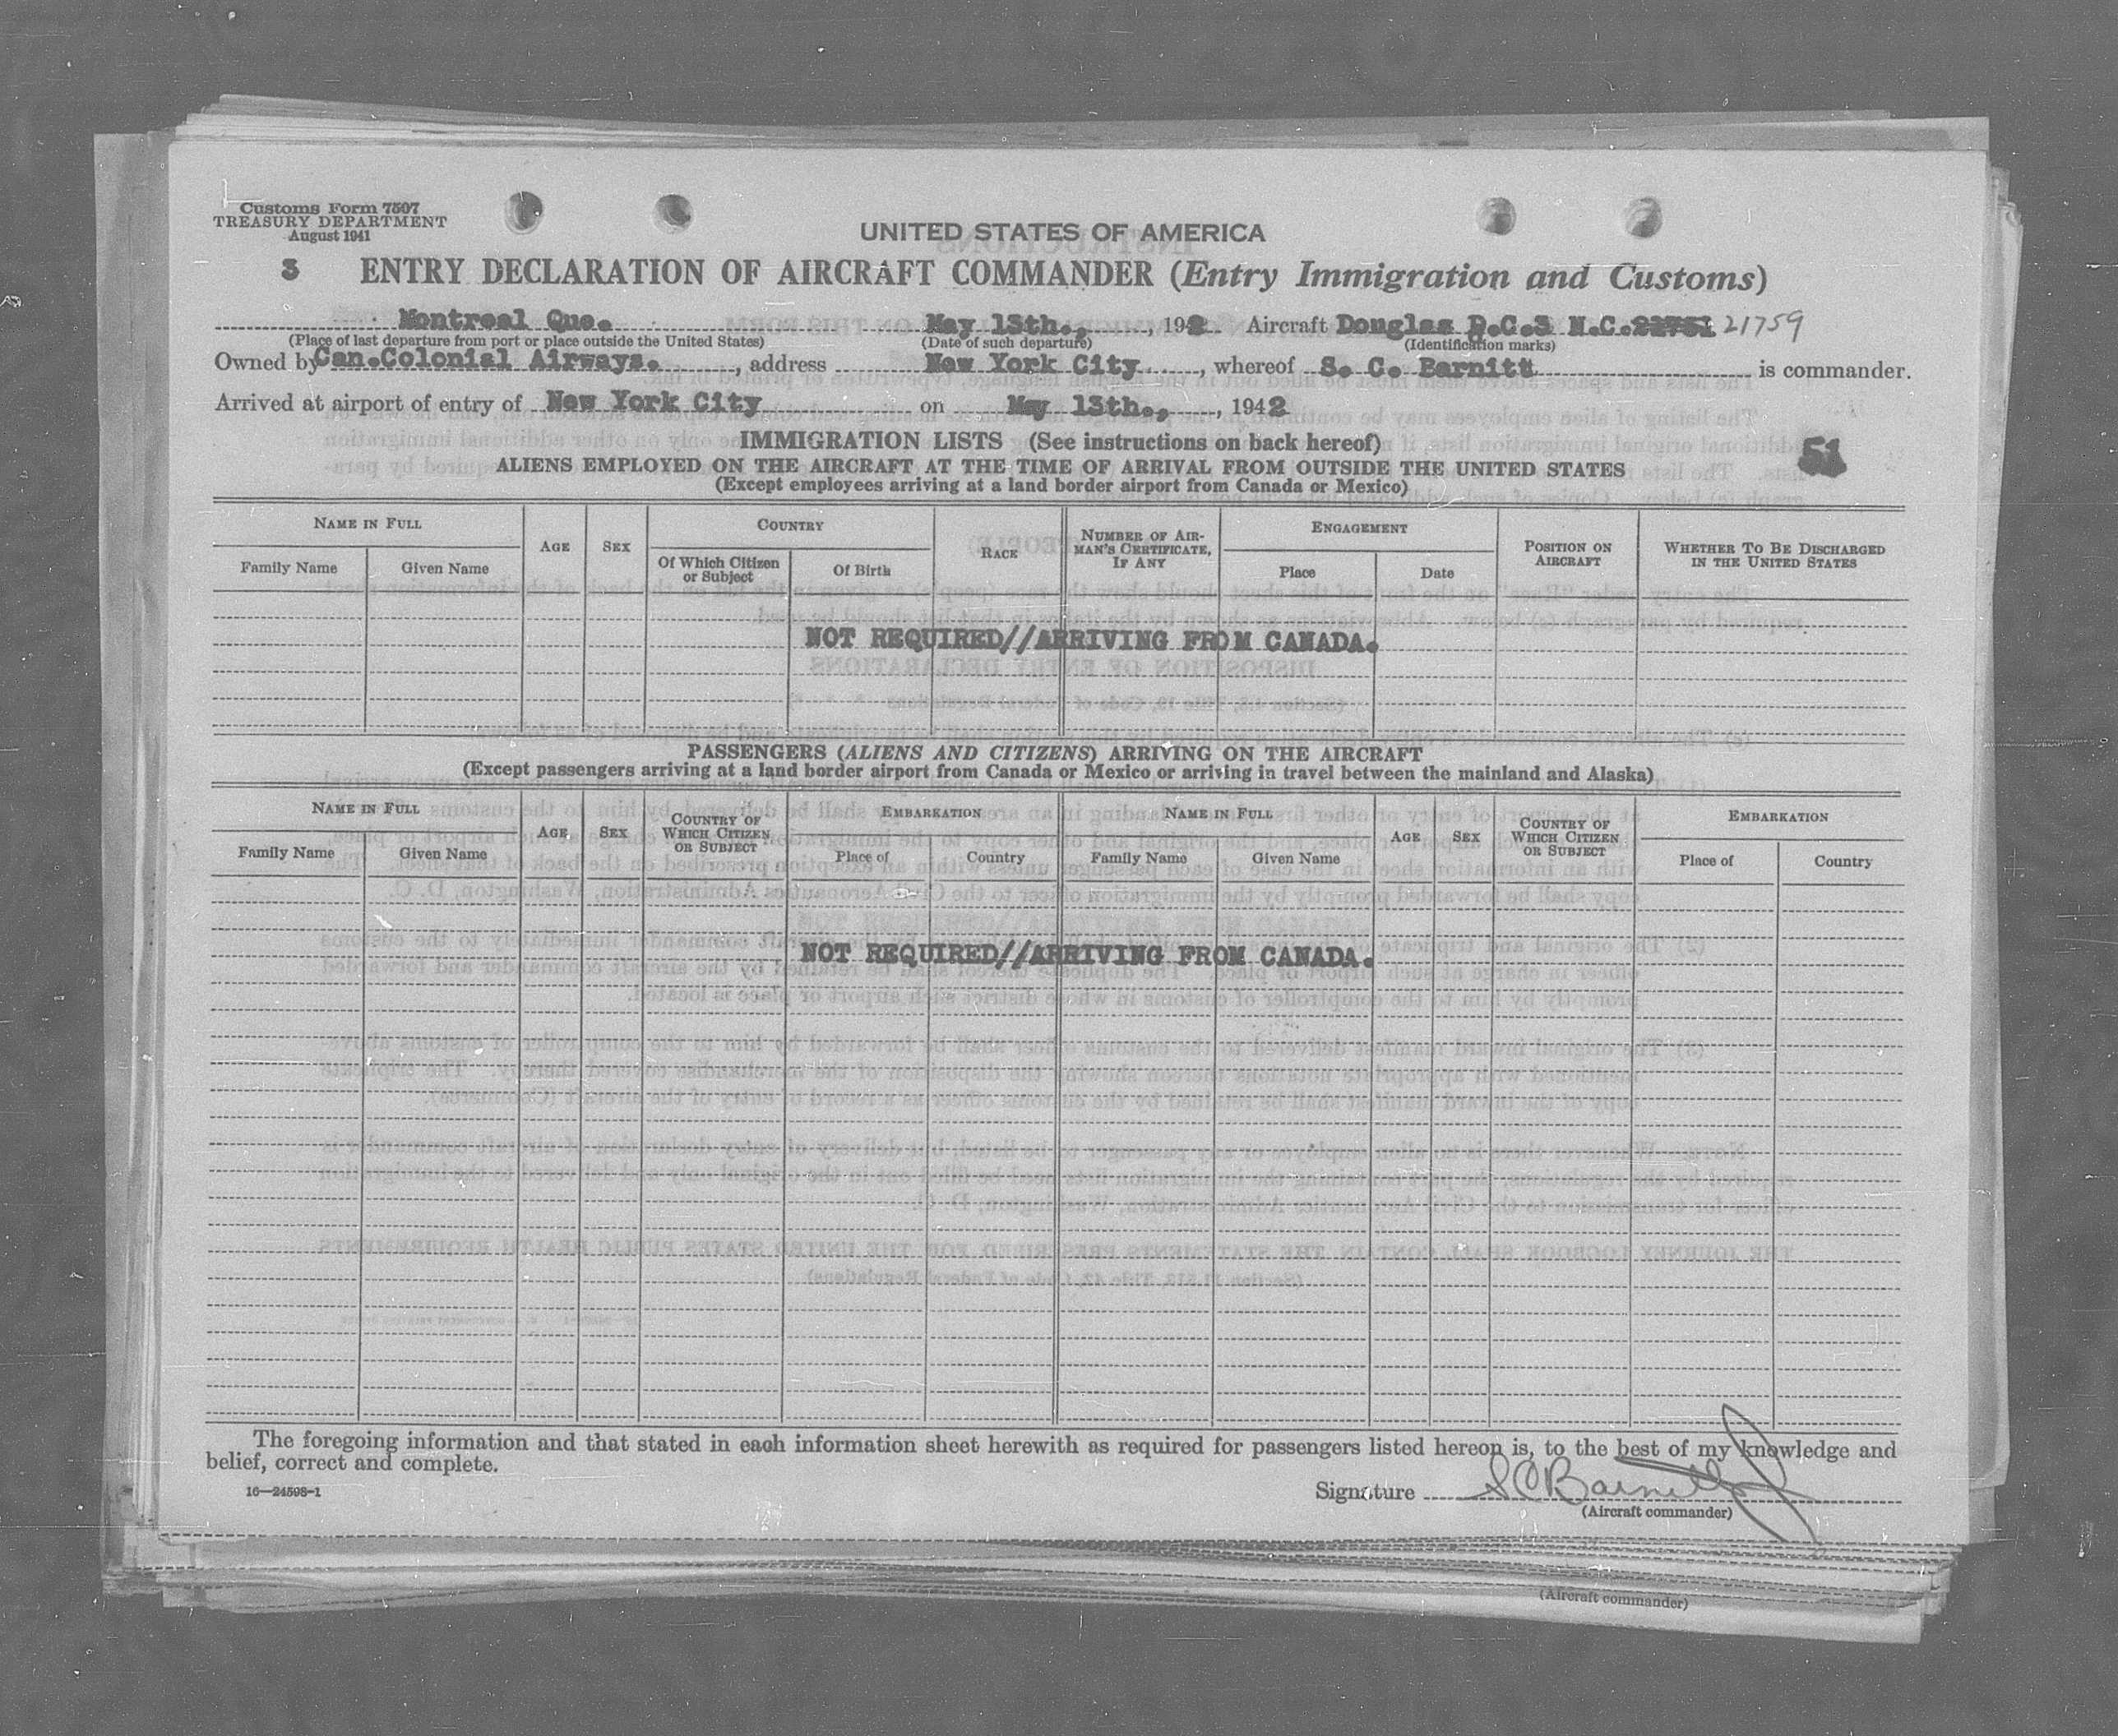 Customs Form 7507
TREASURY DEPARTMENT
August 1941
UNITED STATES OF AMERICA
3 ENTRY DECLARATION OF AIRCRAFT COMMANDER (Entry Immigration and Customs)
Montreal Que. May 13th., 1942 Aircraft Douglas D.C.3 N.C. 21759
(Place of last departure from port or place outside the United States) (Date of such departure) (Identification marks)
Owned by Can.Colonial Airways. , address New York City , whereof S. C. Barnitt is commander.
Arrived at airport of entry of New York City on May 13th., , 1942
IMMIGRATION LISTS (See instructions on back hereof)
51
ALIENS EMPLOYED ON THE AIRCRAFT AT THE TIME OF ARRIVAL FROM OUTSIDE THE UNITED STATES
(Except employees arriving at a land border airport from Canada or Mexico)
NAME IN FULL AGE SEX COUNTRY RACE NUMBER OF AIR-MAN'S CERTIFICATE, IF ANY ENGAGEMENT POSITION ON AIRCRAFT WHETHER TO BE DISCHARGED IN THE UNITED STATES
Family Name Given Name Of Which Citizen or Subject Of Birth Place Date
NOT REQUIRED//ARRIVING FROM CANADA.
PASSENGERS (ALIENS AND CITIZENS) ARRIVING ON THE AIRCRAFT
(Except passengers arriving at a land border airport from Canada or Mexico or arriving in travel between the mainland and Alaska)
NAME IN FULL AGE SEX COUNTRY OF WHICH CITIZEN OR SUBJECT EMBARKATION NAME IN FULL AGE SEX COUNTRY OF WHICH CITIZEN OR SUBJECT EMBARKATION
Family Name Given Name Place of Country Family Name Given Name Place of Country
NOT REQUIRED//ARRIVING FROM CANADA.
The foregoing information and that stated in each information sheet herewith as required for passengers listed hereon is, to the best of my knowledge and
belief, correct and complete.
16—24598-1
Signature S C Barnitt
(Aircraft commander)
(Aircraft commander)